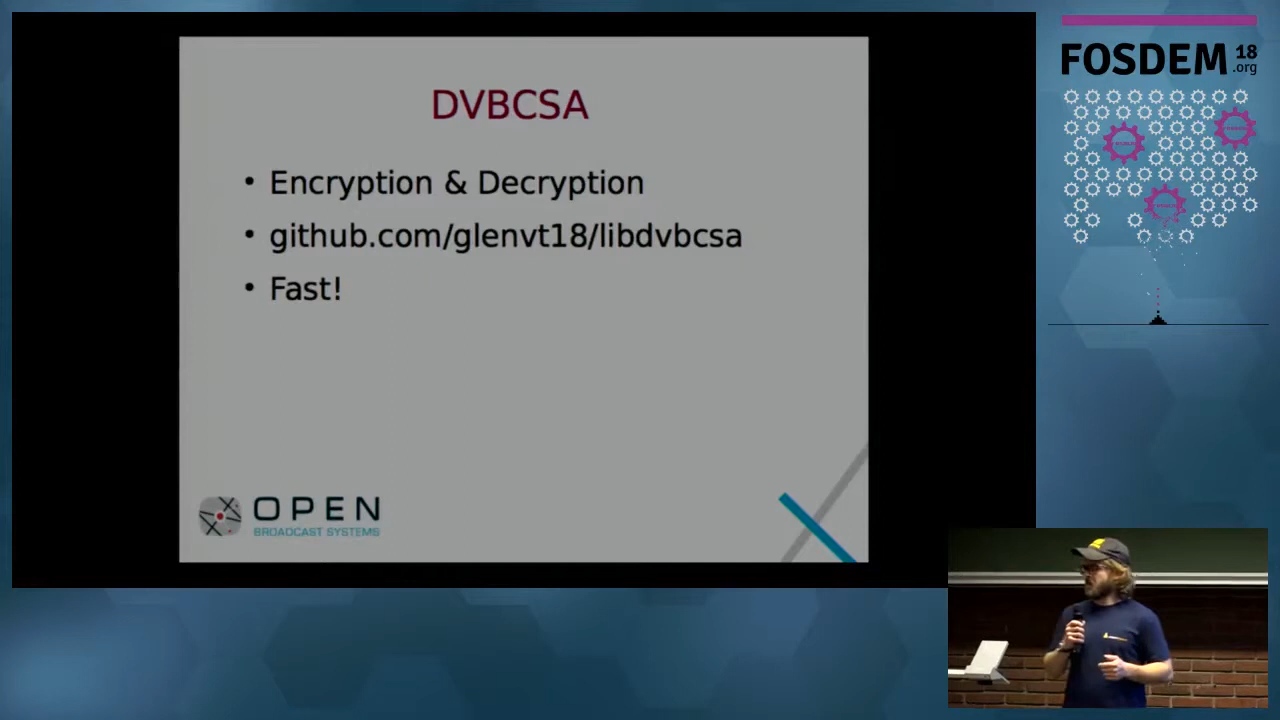 DVBCSA
• Encryption & Decryption
• github.com/glenvt18/libdvbcsa
• Fast!
OPEN
BROADCAST SYSTEMS
FOSDEM 18
.org